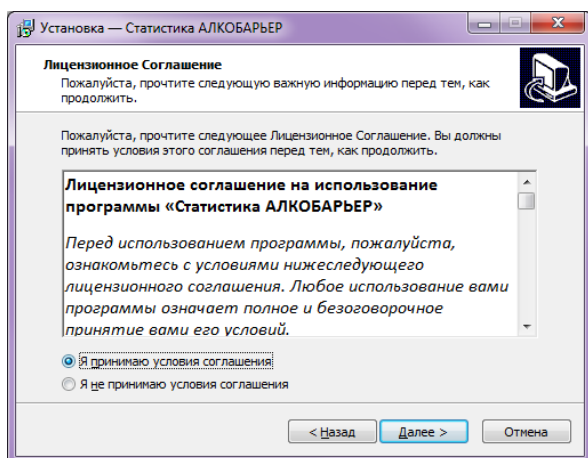 Установка — Статистика АЛКОБАРЬЕР
Лицензионное Соглашение
Пожалуйста, прочтите следующую важную информацию перед тем, как
продолжить.
Пожалуйста, прочтите следующее Лицензионное Соглашение. Вы должны
принять условия этого соглашения перед тем, как продолжить.
Лицензионное соглашение на использование
программы «Статистика АЛКОБАРЬЕР»
Перед использованием программы, пожалуйста,
ознакомьтесь с условиями нижеследующего
лицензионного соглашения. Любое использование вами
программы означает полное и безоговорочное
принятие вами его условий.
Я принимаю условия соглашения
Я не принимаю условия соглашения
< Назад Далее > Отмена